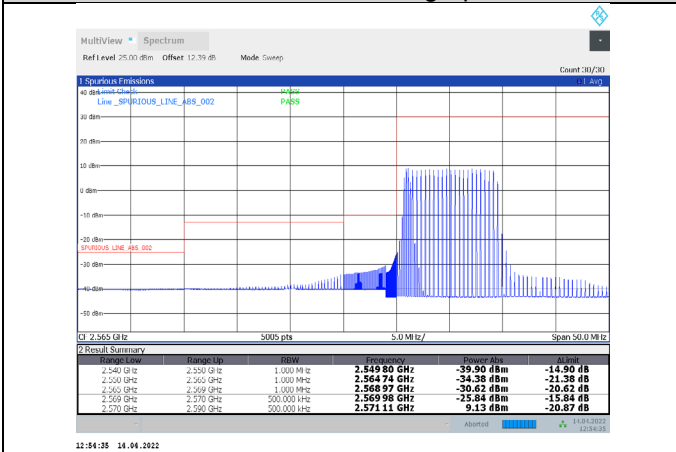 MultiView Spectrum
Ref Level 25.00 dBm Offset 12.39 dB Mode Sweep
Count 30/30
1 Spurious Emissions 1 Avg
40 dBm Limit Check PASS
Line _SPURIOUS_LINE_ABS_002 PASS
30 dBm
20 dBm
10 dBm
0 dBm
-10 dBm
-20 dBm
_SPURIOUS_LINE_ABS_002
-30 dBm
-40 dBm
-50 dBm
CF 2.565 GHz 5005 pts 5.0 MHz/ Span 50.0 MHz
2 Result Summary
Range Low Range Up RBW Frequency Power Abs ΔLimit
2.540 GHz 2.550 GHz 1.000 MHz 2.549 80 GHz -39.90 dBm -14.90 dB
2.550 GHz 2.565 GHz 1.000 MHz 2.564 74 GHz -34.38 dBm -21.38 dB
2.565 GHz 2.569 GHz 1.000 MHz 2.568 97 GHz -30.62 dBm -20.62 dB
2.569 GHz 2.570 GHz 500.000 kHz 2.569 98 GHz -25.84 dBm -15.84 dB
2.570 GHz 2.590 GHz 500.000 kHz 2.571 11 GHz 9.13 dBm -20.87 dB
Aborted 14.04.2022
12:54:35
12:54:35 14.04.2022